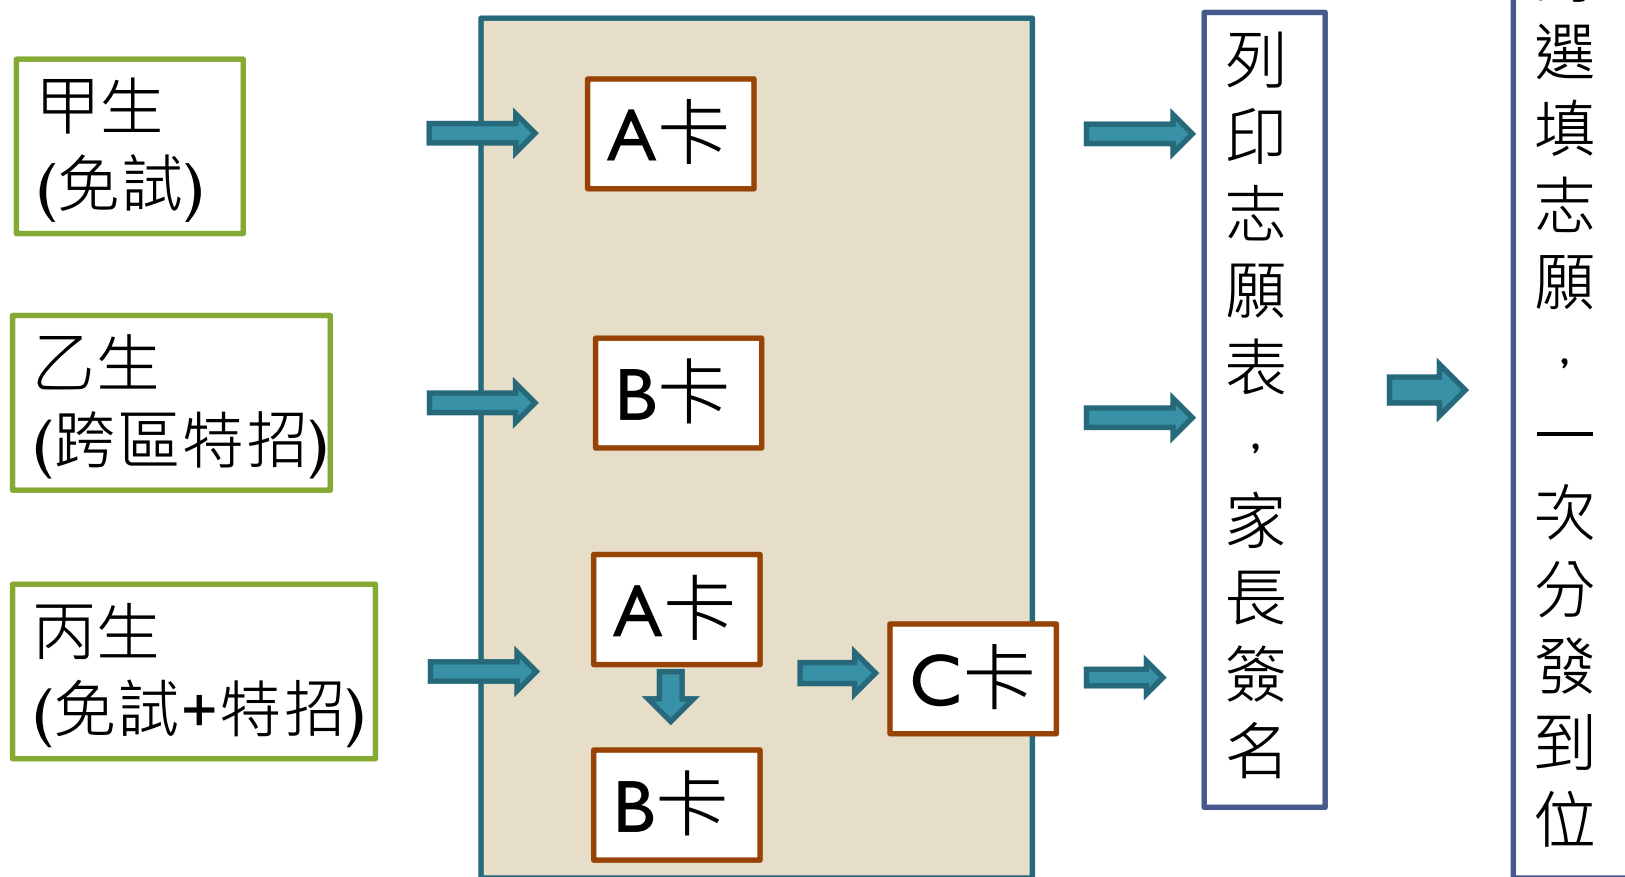 甲生
(免試)
A卡
乙生
(跨區特招)
B卡
丙生
(免試+特招)
A卡
B卡
C卡
列印志願表，家長簽名
選填志願，一次分發到位